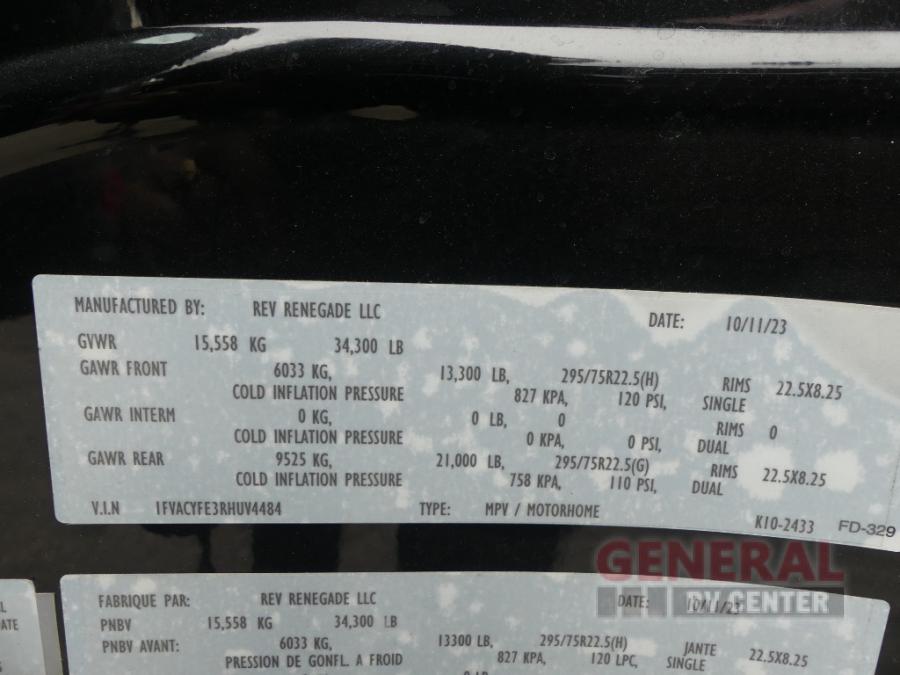 MANUFACTURED BY: REV RENEGADE LLC DATE: 10/11/23
GVWR 15,558 KG 34,300 LB
GAWR FRONT 6033 KG, 13,300 LB, 295/75R22.5(H) RIMS 22.5X8.25
COLD INFLATION PRESSURE 827 KPA, 120 PSI, SINGLE
GAWR INTERM 0 KG, 0 LB, 0 RIMS 0
COLD INFLATION PRESSURE 0 KPA, 0 PSI, DUAL
GAWR REAR 9525 KG, 21,000 LB, 295/75R22.5(G) RIMS 22.5X8.25
COLD INFLATION PRESSURE 758 KPA, 110 PSI, DUAL
V.I.N 1FVACYFE3RHUV4484 TYPE: MPV / MOTORHOME K10-2433 FD-329
GENERAL
RV CENTER
FABRIQUE PAR: REV RENEGADE LLC DATE: 10/11/23
PNBV 15,558 KG 34,300 LB
PNBV AVANT: 6033 KG, 13300 LB, 295/75R22.5(H) JANTE 22.5X8.25
PRESSION DE GONFL. A FROID 827 KPA, 120 LPC, SINGLE
0 LB